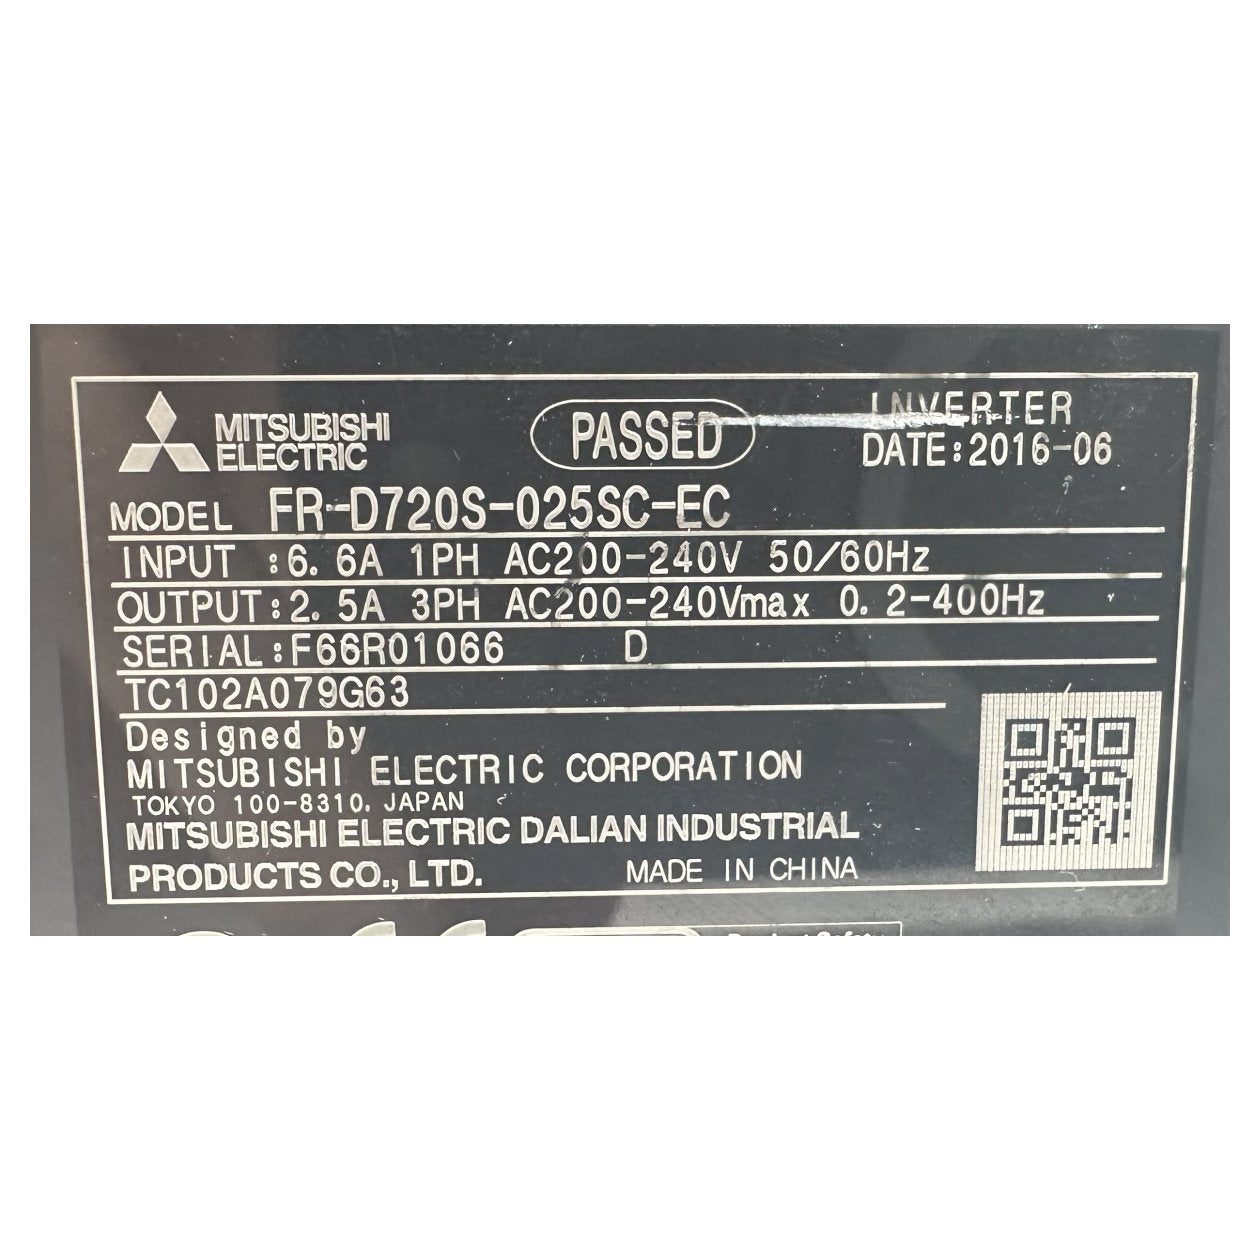 MITSUBISHI
ELECTRIC
PASSED
INVERTER
DATE:2016-06
MODEL FR-D720S-025SC-EC
INPUT :6.6A 1PH AC200-240V 50/60Hz
OUTPUT:2.5A 3PH AC200-240Vmax 0.2-400Hz
SERIAL:F66R01066 D
TC102A079G63
Designed by
MITSUBISHI ELECTRIC CORPORATION
TOKYO 100-8310, JAPAN
MITSUBISHI ELECTRIC DALIAN INDUSTRIAL
PRODUCTS CO., LTD. MADE IN CHINA